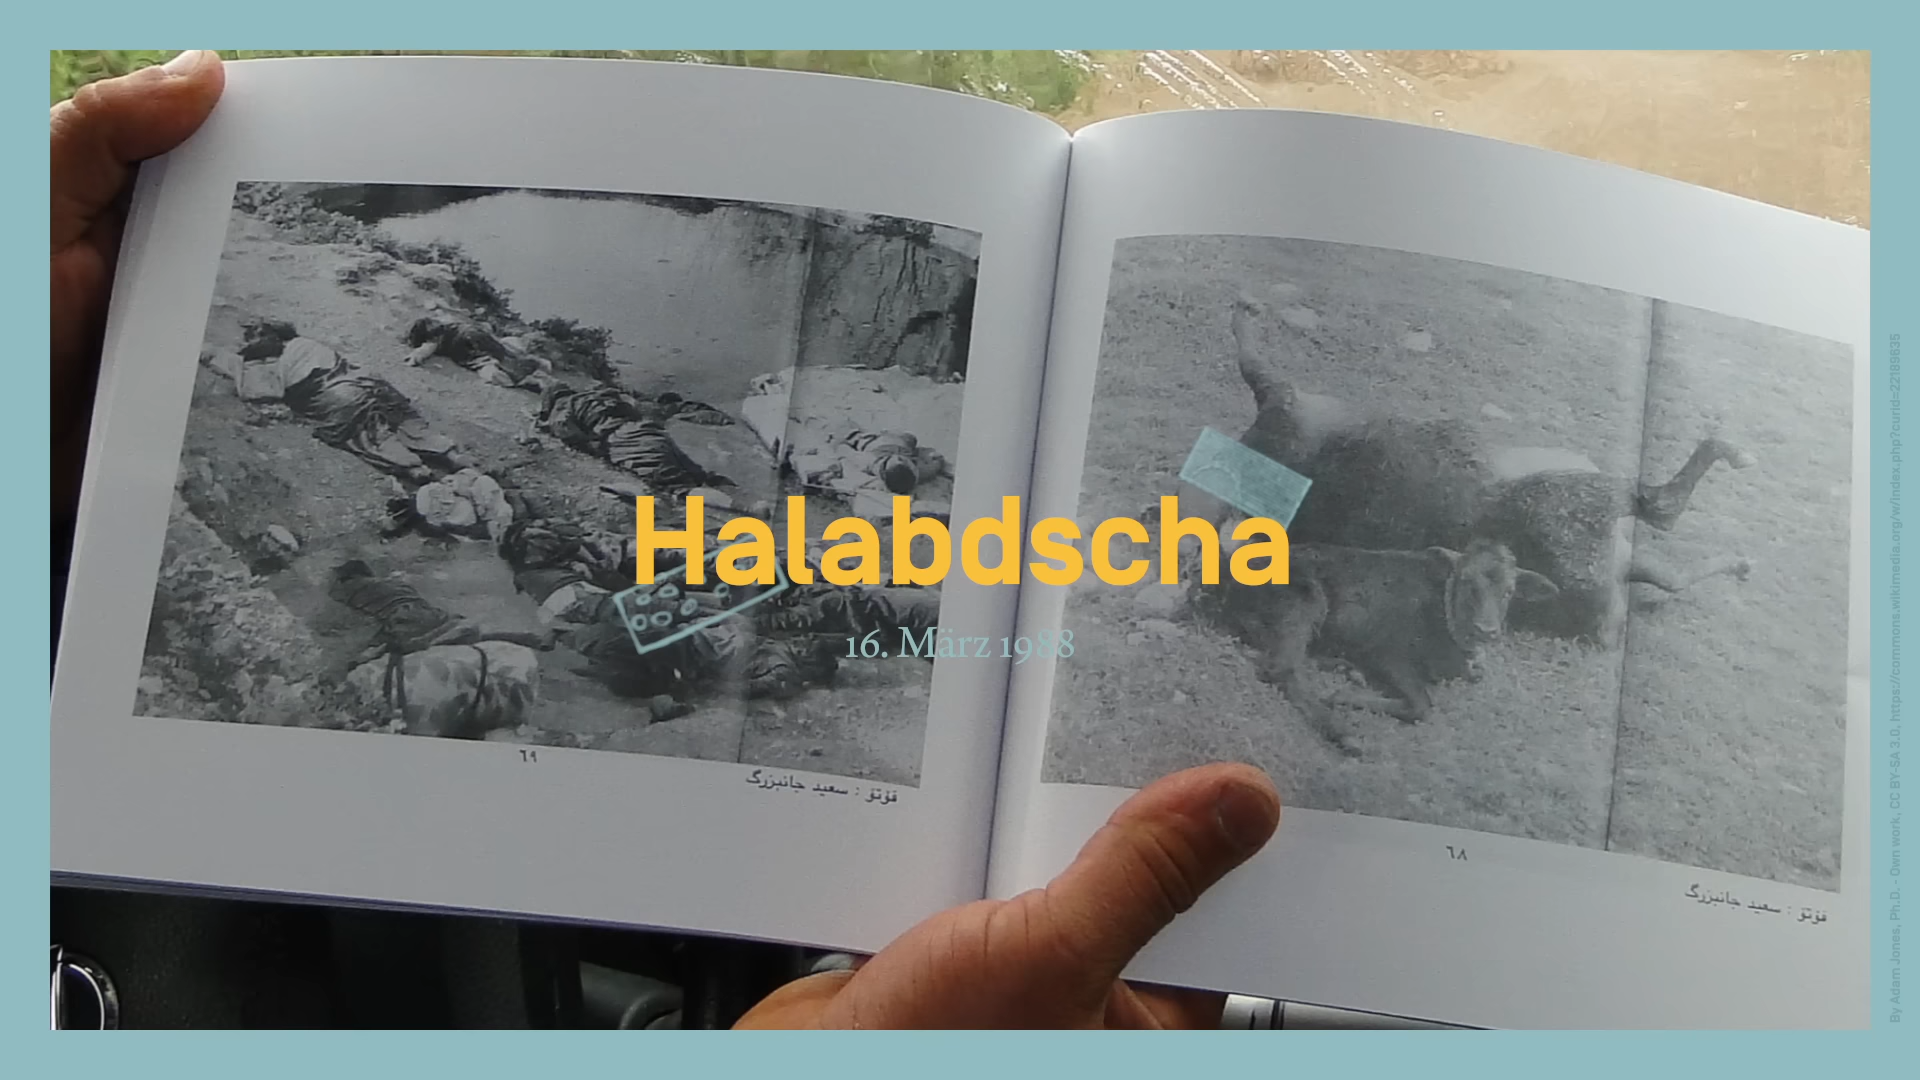 Halabdscha
16. März 1988
٦٩
فۆتۆ : سعید جانبزرگ
٦٨
فۆتۆ : سعید جانبزرگ
By Adam Jones, Ph.D. - Own work, CC BY-SA 3.0, https://commons.wikimedia.org/w/index.php?curid=22189635